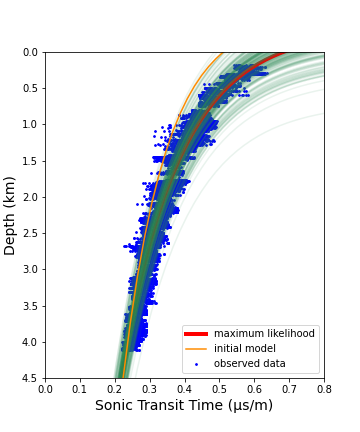 0.0
0.5
1.0
1.5
2.0
2.5
3.0
3.5
4.0
4.5
Depth (km)
maximum likelihood
initial model
observed data
0.0 0.1 0.2 0.3 0.4 0.5 0.6 0.7 0.8
Sonic Transit Time (μs/m)